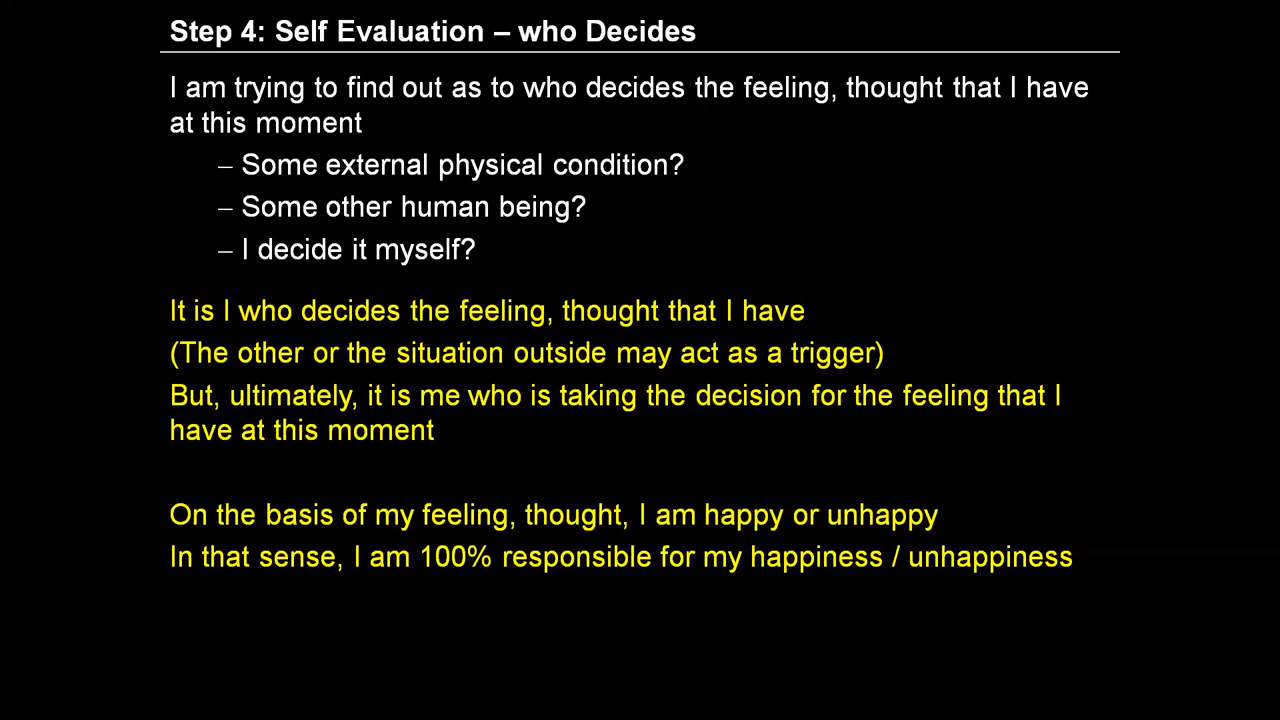 Step 4: Self Evaluation – who Decides
I am trying to find out as to who decides the feeling, thought that I have
at this moment
– Some external physical condition?
– Some other human being?
– I decide it myself?
It is I who decides the feeling, thought that I have
(The other or the situation outside may act as a trigger)
But, ultimately, it is me who is taking the decision for the feeling that I
have at this moment
On the basis of my feeling, thought, I am happy or unhappy
In that sense, I am 100% responsible for my happiness / unhappiness